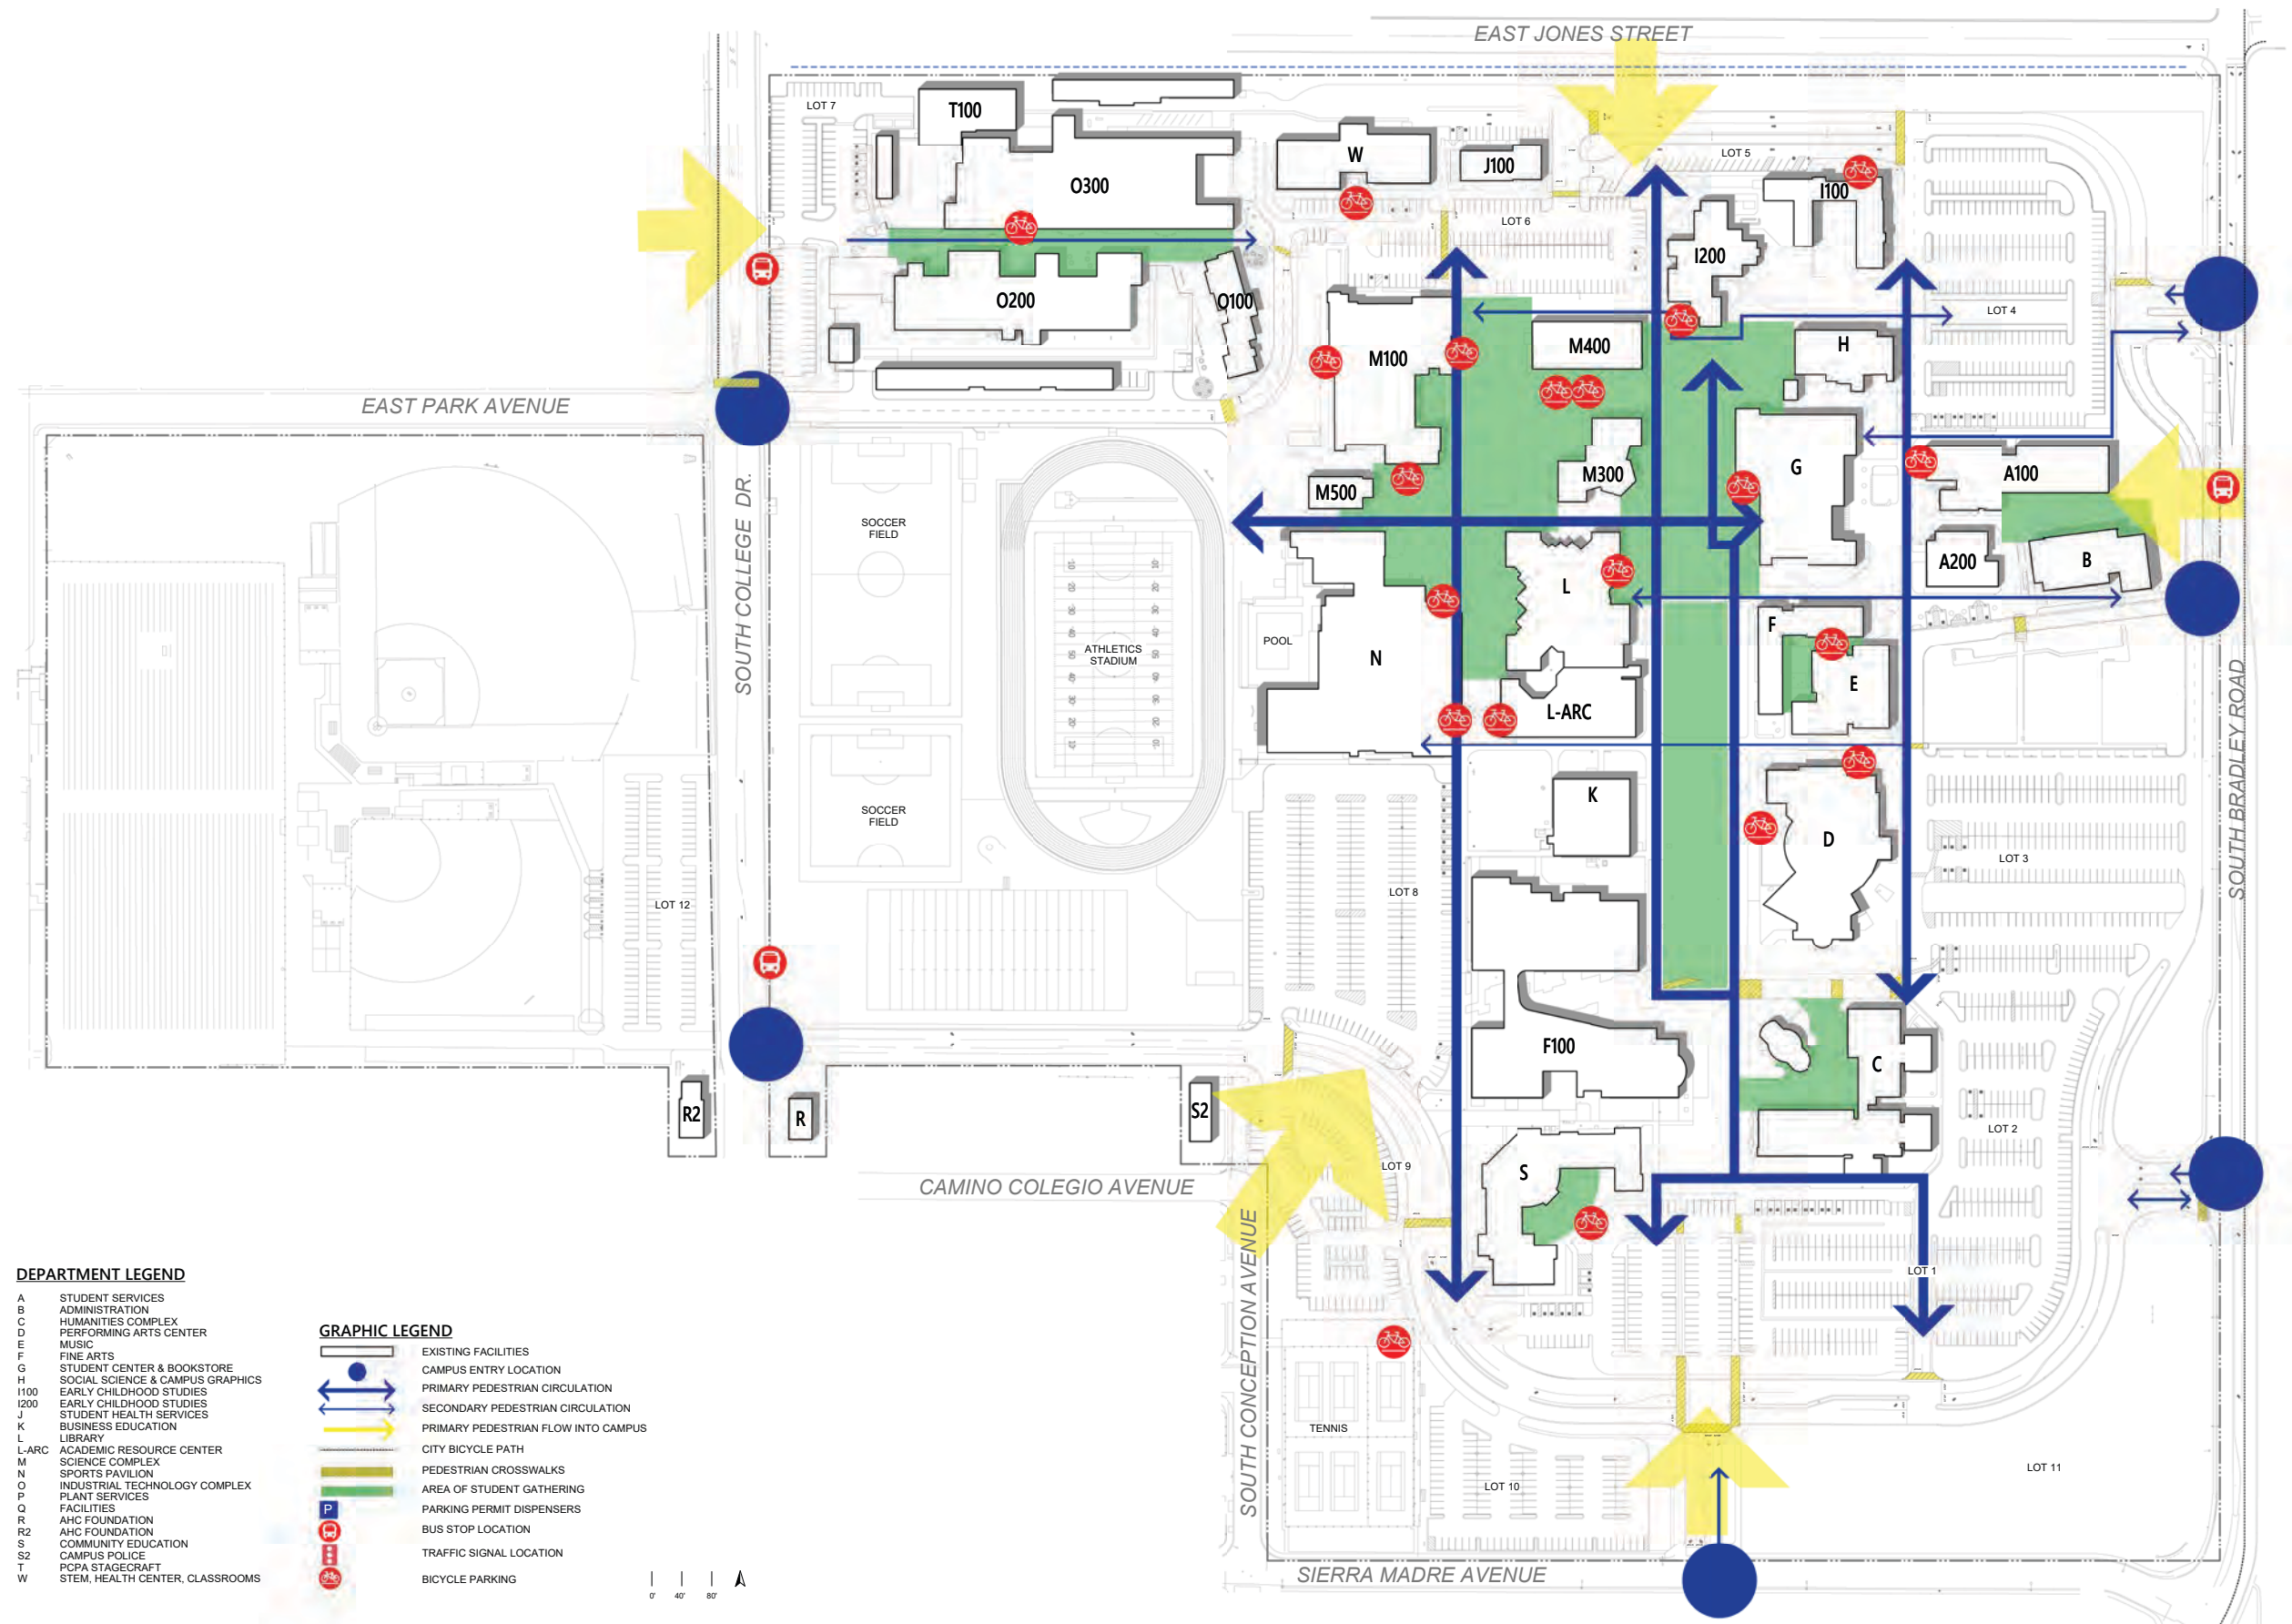 EAST JONES STREET
LOT 7
T100
W
J100
LOT 5
O300
I100
LOT 6
I200
O200
O100
LOT 4
M100
M400
H
EAST PARK AVENUE
M500
M300
G
A100
SOUTH COLLEGE DR.
SOCCER
FIELD
A200
B
L
F
POOL
ATHLETICS
STADIUM
N
E
L-ARC
SOUTH BRADLEY ROAD
K
SOCCER
FIELD
D
LOT 3
LOT 8
LOT 12
F100
C
R2
R
S2
LOT 2
LOT 9
S
CAMINO COLEGIO AVENUE
SOUTH CONCEPTION AVENUE
LOT 1
TENNIS
LOT 10
LOT 11
SIERRA MADRE AVENUE
DEPARTMENT LEGEND
A STUDENT SERVICES
B ADMINISTRATION
C HUMANITIES COMPLEX
D PERFORMING ARTS CENTER
E MUSIC
F FINE ARTS
G STUDENT CENTER & BOOKSTORE
H SOCIAL SCIENCE & CAMPUS GRAPHICS
I100 EARLY CHILDHOOD STUDIES
I200 EARLY CHILDHOOD STUDIES
J STUDENT HEALTH SERVICES
K BUSINESS EDUCATION
L LIBRARY
L-ARC ACADEMIC RESOURCE CENTER
M SCIENCE COMPLEX
N SPORTS PAVILION
O INDUSTRIAL TECHNOLOGY COMPLEX
P PLANT SERVICES
Q FACILITIES
R AHC FOUNDATION
R2 AHC FOUNDATION
S COMMUNITY EDUCATION
S2 CAMPUS POLICE
T PCPA STAGECRAFT
W STEM, HEALTH CENTER, CLASSROOMS
GRAPHIC LEGEND
EXISTING FACILITIES
CAMPUS ENTRY LOCATION
PRIMARY PEDESTRIAN CIRCULATION
SECONDARY PEDESTRIAN CIRCULATION
PRIMARY PEDESTRIAN FLOW INTO CAMPUS
CITY BICYCLE PATH
PEDESTRIAN CROSSWALKS
AREA OF STUDENT GATHERING
P PARKING PERMIT DISPENSERS
BUS STOP LOCATION
TRAFFIC SIGNAL LOCATION
BICYCLE PARKING
0' 40' 80'